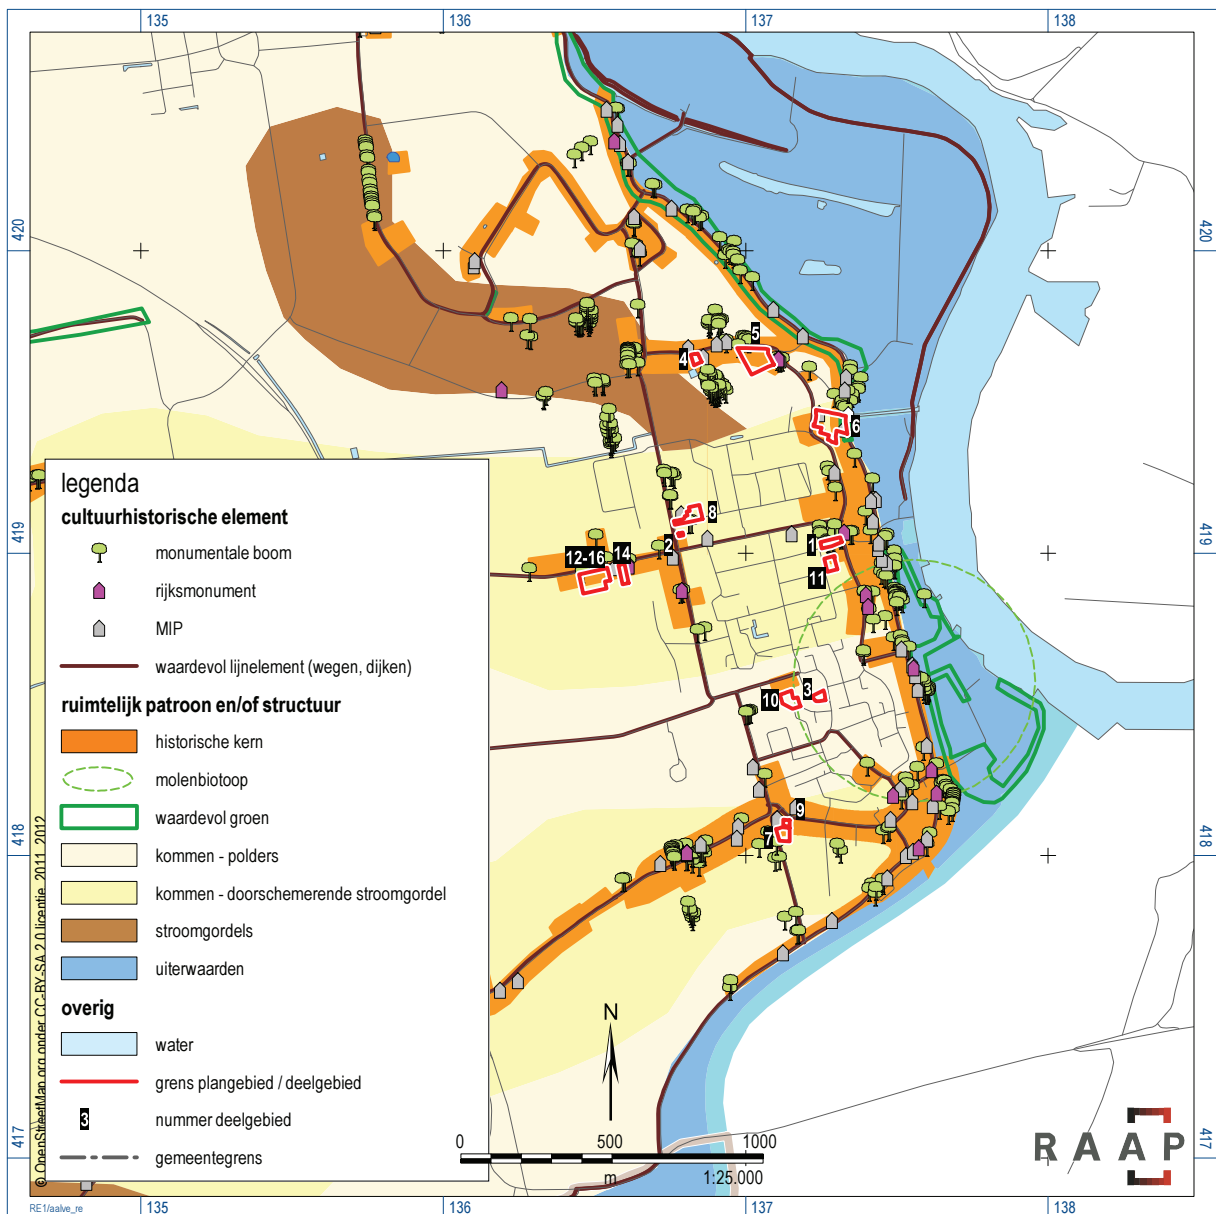 135 136 137 138
420 420
5
4
6
legenda
cultuurhistorische element
monumentale boom
rijksmonument
MIP
waardevol lijnelement (wegen, dijken)
ruimtelijk patroon en/of structuur
historische kern
molenbiotoop
waardevol groen
kommen - polders
kommen - doorschemerende stroomgordel
stroomgordels
uiterwaarden
overig
water
grens plangebied / deelgebied
3 nummer deelgebied
gemeentegrens
© OpenStreetMap.org onder CC-BY-SA 2.0 licentie, 2011, 2012
8
419 419
2
1
12-16 14
11
10 3
9
7
418 418
N
0 500 1000
m 1:25.000
417 417
RAAP
RE1/aalve_re
135 136 137 138